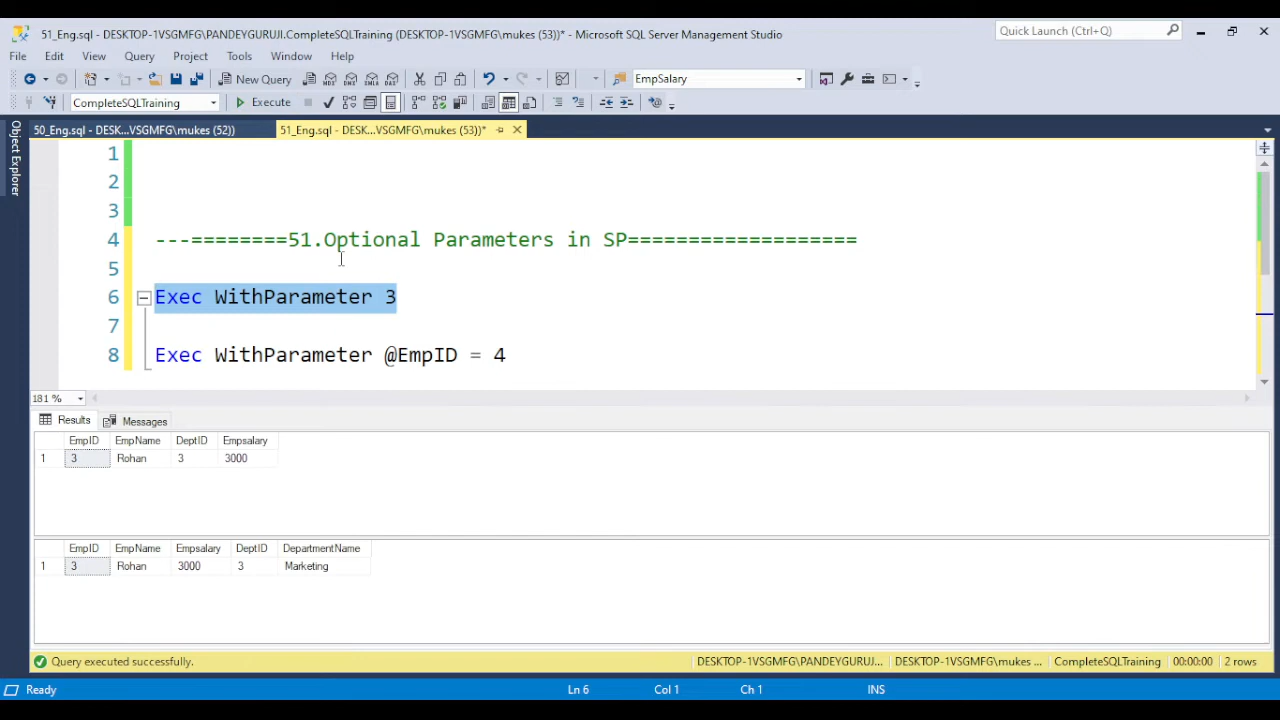 51_Eng.sql - DESKTOP-1VSGMFG\PANDEYGURUJI.CompleteSQLTraining (DESKTOP-1VSGMFG\mukes (53))* - Microsoft SQL Server Management Studio
Quick Launch (Ctrl+Q)
File Edit View Query Project Tools Window Help
New Query MDX DMX XMLA DAX EmpSalary
CompleteSQLTraining Execute
50_Eng.sql - DESK...VSGMFG\mukes (52))
51_Eng.sql - DESK...VSGMFG\mukes (53))*
Object Explorer
1
2
3
4 ---========51.Optional Parameters in SP===================
5
6 Exec WithParameter 3
7
8 Exec WithParameter @EmpID = 4
181 %
Results Messages
EmpID EmpName DeptID Empsalary
1 3 Rohan 3 3000
EmpID EmpName Empsalary DeptID DepartmentName
1 3 Rohan 3000 3 Marketing
Query executed successfully. DESKTOP-1VSGMFG\PANDEYGURUJI... DESKTOP-1VSGMFG\mukes ... CompleteSQLTraining 00:00:00 2 rows
Ready Ln 6 Col 1 Ch 1 INS